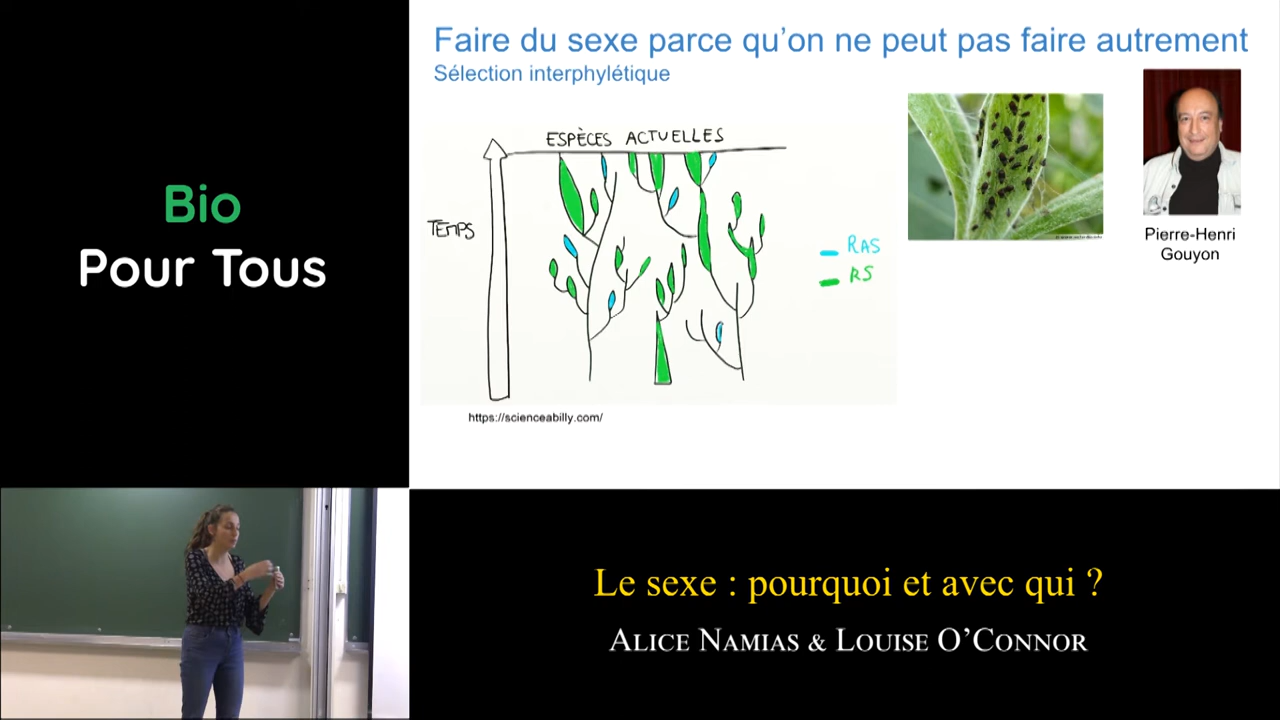 Bio
Pour Tous
Faire du sexe parce qu'on ne peut pas faire autrement
Sélection interphylétique
ESPÈCES ACTUELLES
TEMPS
RAS
RS
https://scienceabilly.com/
Pierre-Henri
Gouyon
Le sexe : pourquoi et avec qui ?
ALICE NAMIAS & LOUISE O'CONNOR